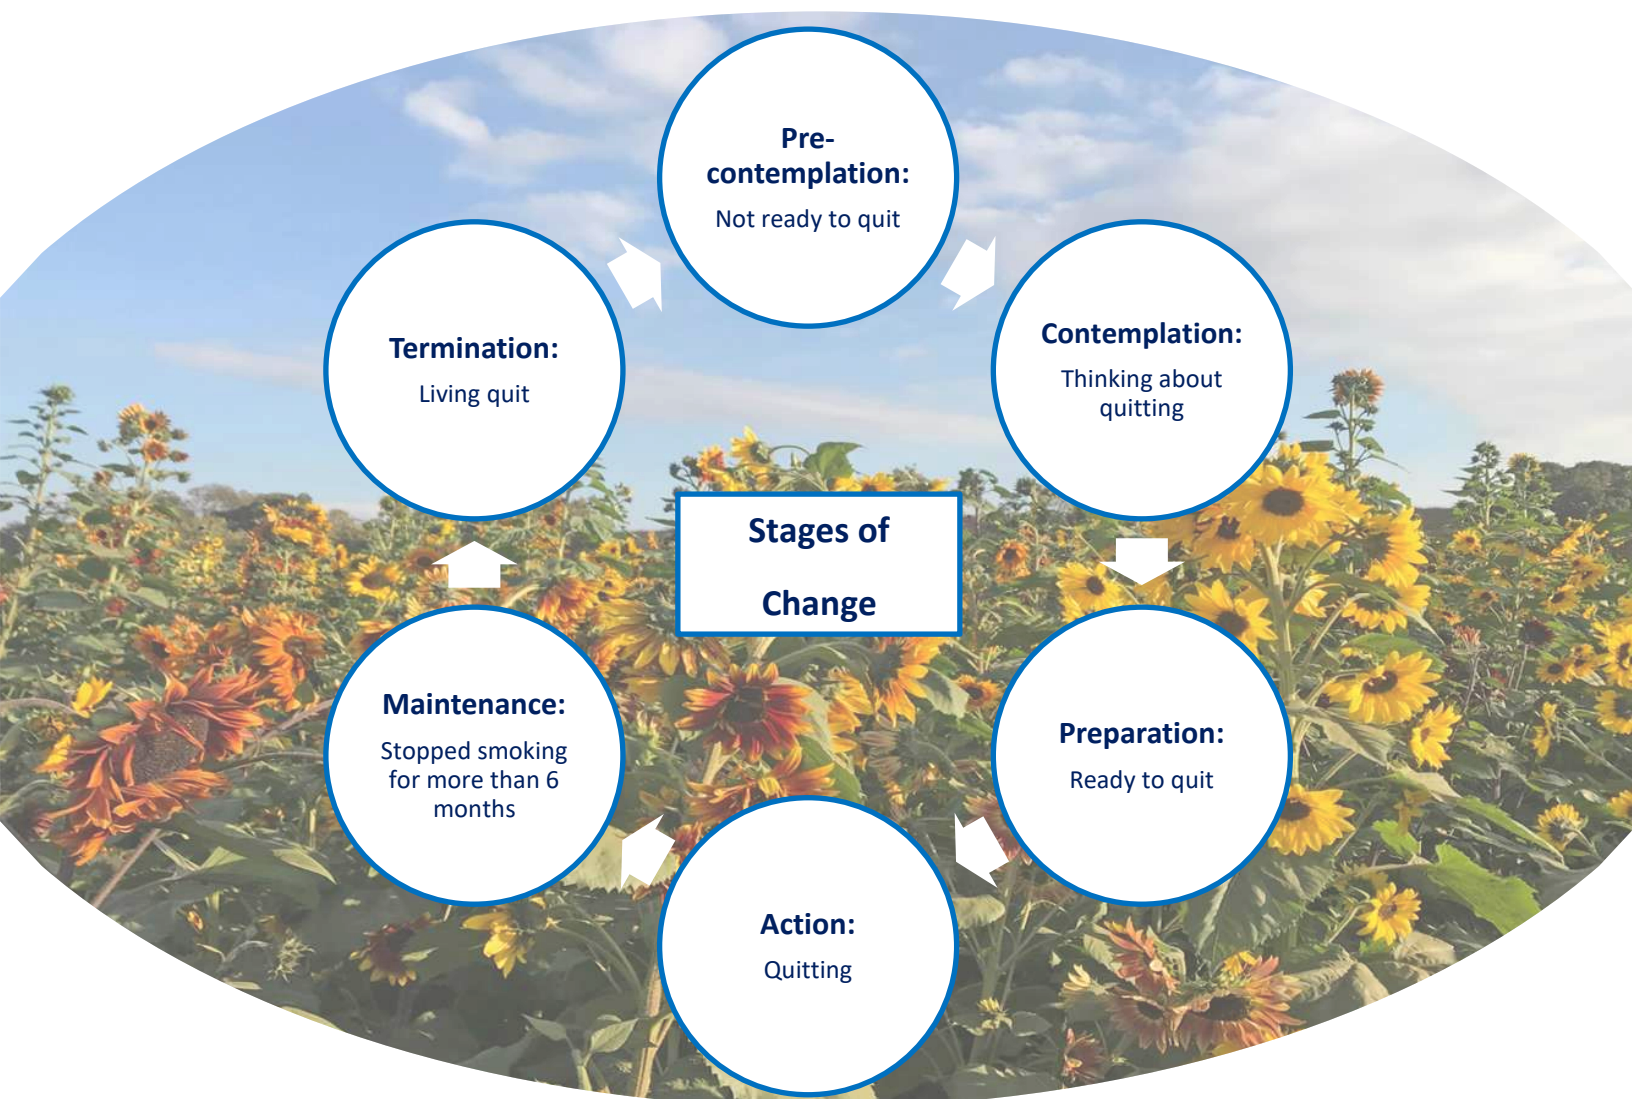 Pre-
contemplation:
Not ready to quit
Contemplation:
Thinking about
quitting
Preparation:
Ready to quit
Action:
Quitting
Maintenance:
Stopped smoking
for more than 6
months
Termination:
Living quit
Stages of
Change